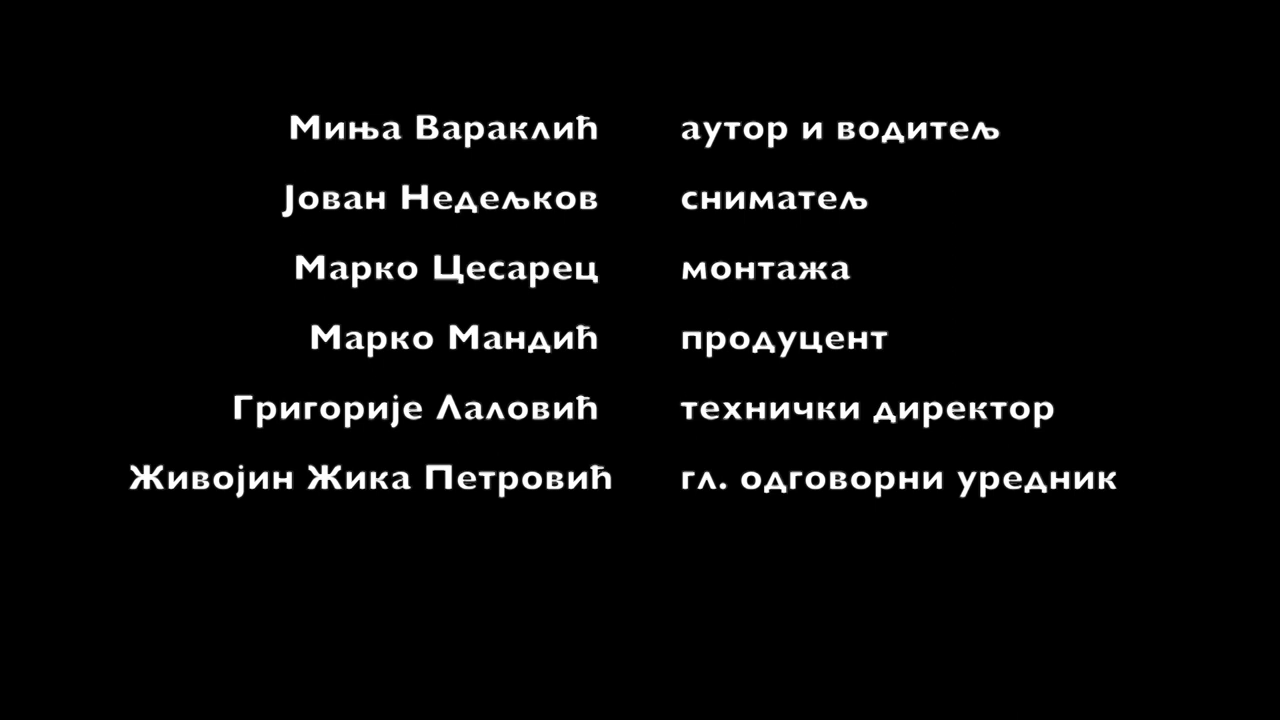 Миња Вараклић аутор и водитељ
Јован Недељков сниматељ
Марко Цесарец монтажа
Марко Мандић продуцент
Григорије Лаловић технички директор
Живојин Жика Петровић гл. одговорни уредник